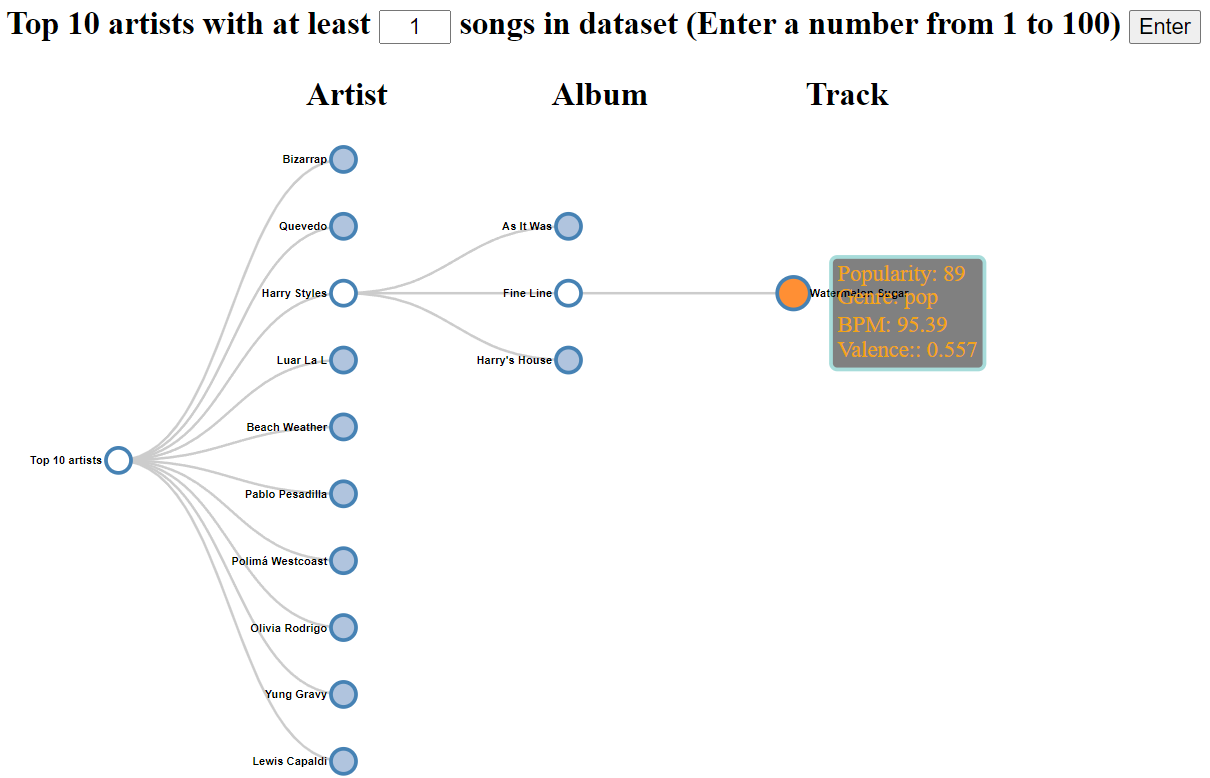 Top 10 artists with at least 1 songs in dataset (Enter a number from 1 to 100) Enter
Artist Album Track
Bizarrap
Quevedo
As It Was
Harry Styles
Fine Line
Watermelon Sugar
Popularity: 89
Genre: pop
BPM: 95.39
Valence:: 0.557
Luar La L
Harry's House
Beach Weather
Top 10 artists
Pablo Pesadilla
Polimá Westcoast
Olivia Rodrigo
Yung Gravy
Lewis Capaldi